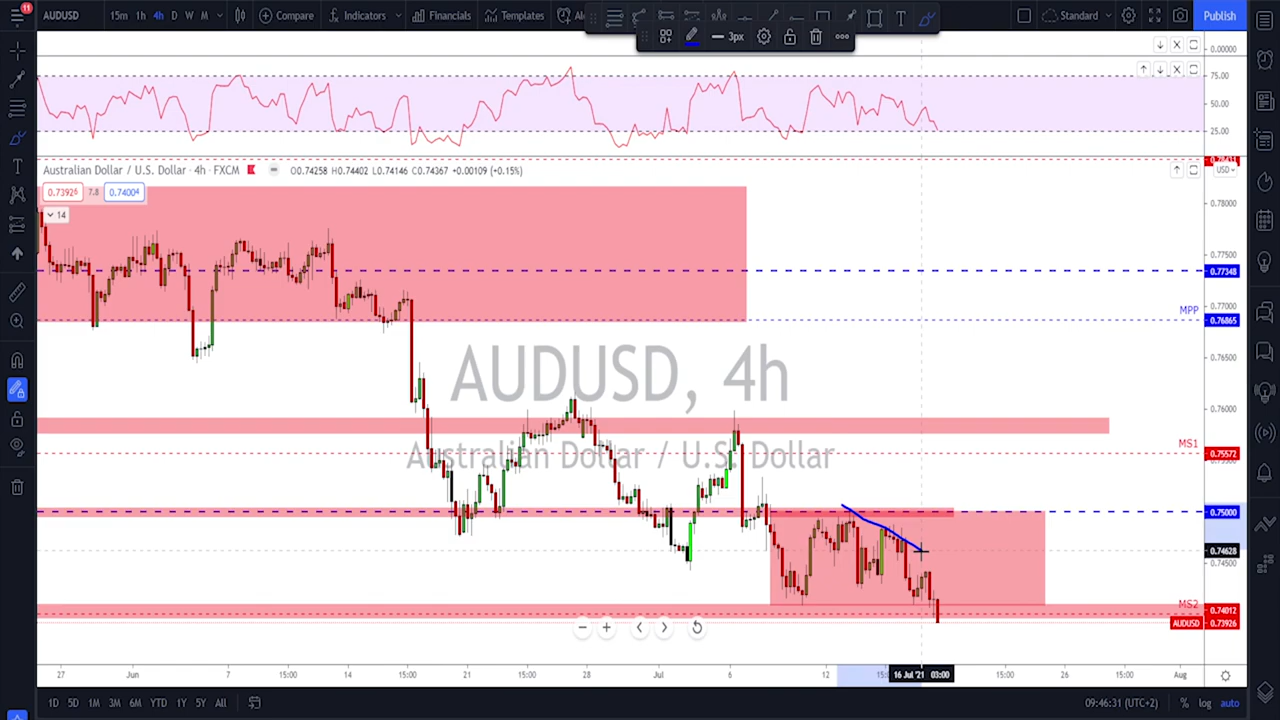 11
AUDUSD 15m 1h 4h D W M Compare Indicators Financials Templates Standard Publish
3px
0.00000
75.00
50.00
25.00
Australian Dollar / U.S. Dollar · 4h · FXCM O0.74258 H0.74402 L0.74146 C0.74367 +0.00109 (+0.15%)
USD
0.73926 7.8 0.74004
0.78000
14
0.77500
0.77348
0.77000
MPP
0.76865
0.76500
AUDUSD, 4h
0.76000
MS1
0.75572
Australian Dollar / U.S. Dollar
0.75000
0.74628
0.74500
MS2
0.74012
AUDUSD 0.73926
27 Jun 7 15:00 14 15:00 21 15:00 28 Jul 6 12 16 Jul '21 03:00 15:00 26 15:00 Aug
1D 5D 1M 3M 6M YTD 1Y 5Y All 09:46:31 (UTC+2) % log auto